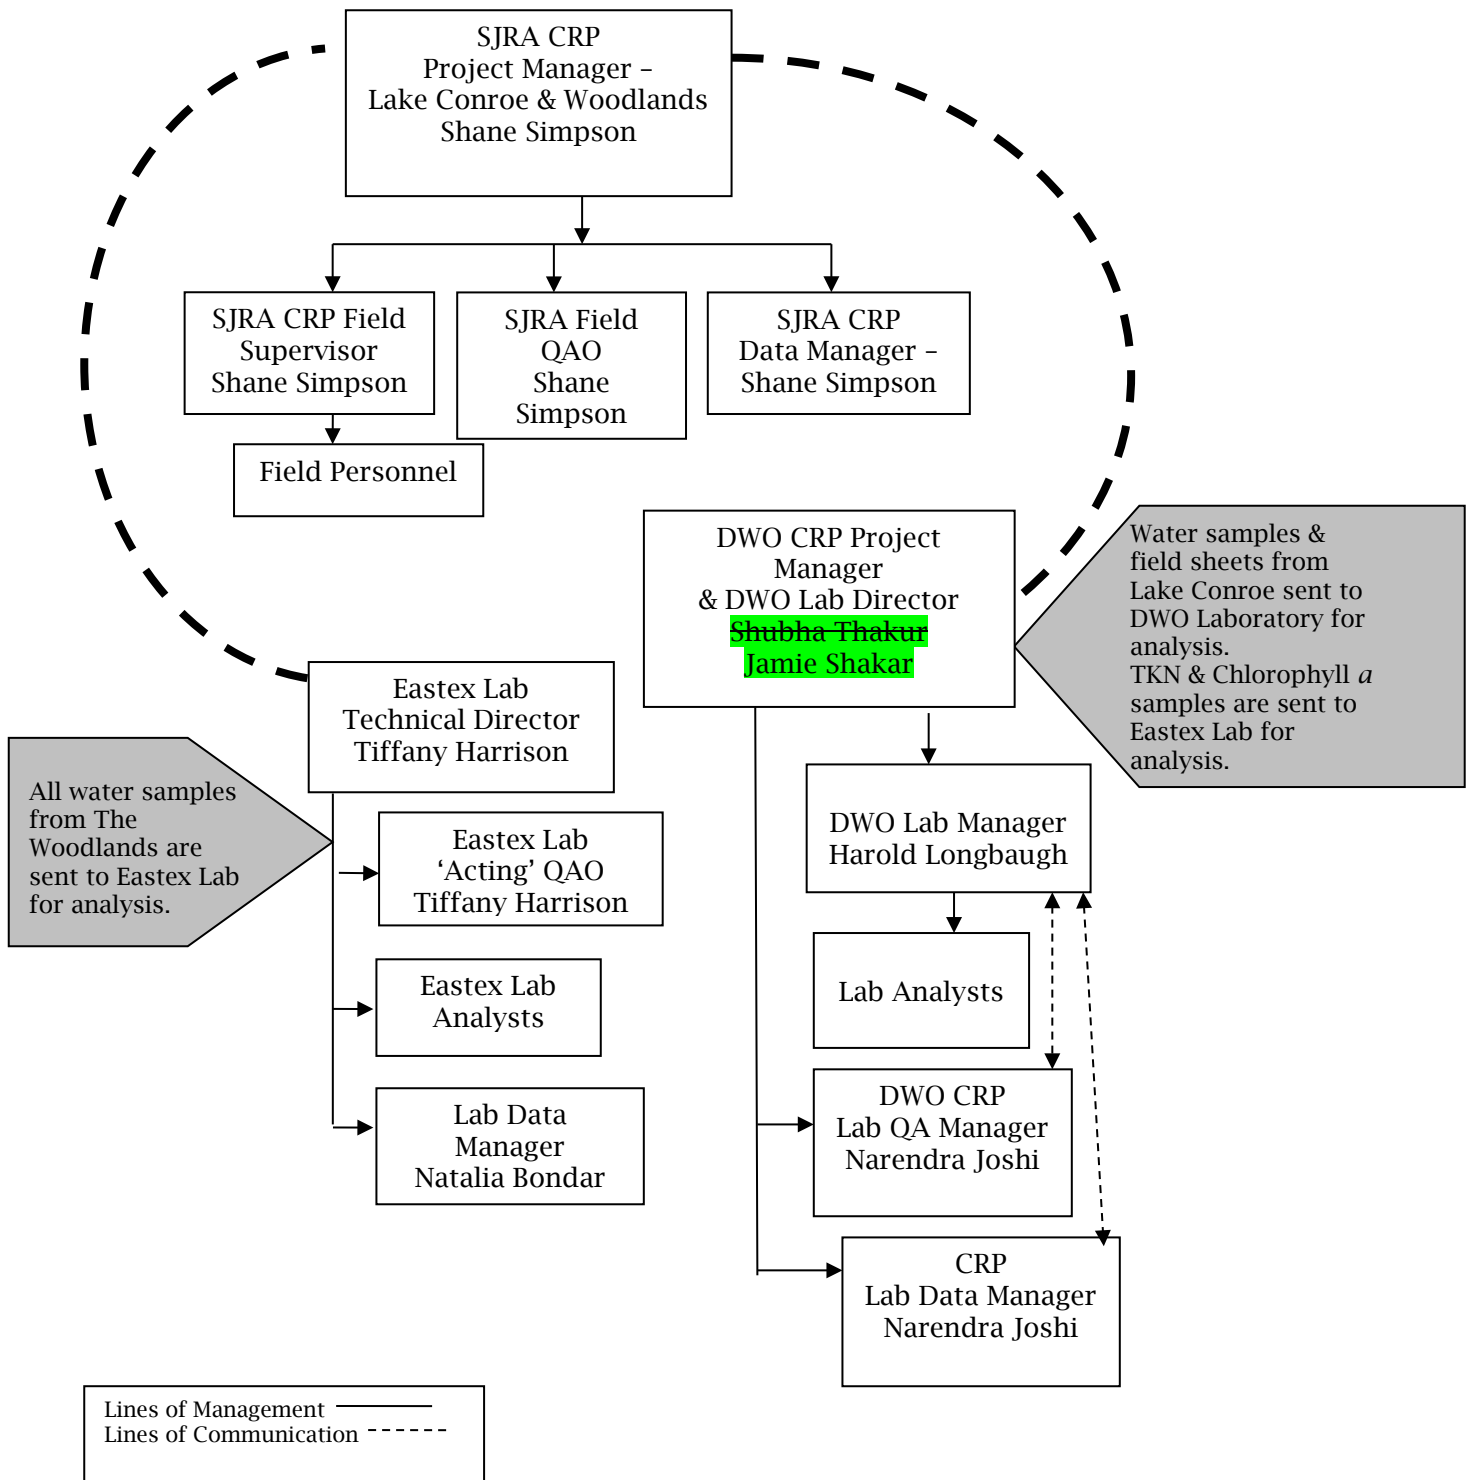 SJRA CRP
Project Manager –
Lake Conroe & Woodlands
Shane Simpson
SJRA CRP Field
Supervisor
Shane Simpson
SJRA Field
QAO
Shane
Simpson
SJRA CRP
Data Manager –
Shane Simpson
Field Personnel
DWO CRP Project
Manager
& DWO Lab Director
Shubha Thakur
Jamie Shakar
Water samples &
field sheets from
Lake Conroe sent to
DWO Laboratory for
analysis.
TKN & Chlorophyll a
samples are sent to
Eastex Lab for
analysis.
Eastex Lab
Technical Director
Tiffany Harrison
All water samples
from The
Woodlands are
sent to Eastex Lab
for analysis.
Eastex Lab
‘Acting’ QAO
Tiffany Harrison
Eastex Lab
Analysts
Lab Data
Manager
Natalia Bondar
DWO Lab Manager
Harold Longbaugh
Lab Analysts
DWO CRP
Lab QA Manager
Narendra Joshi
CRP
Lab Data Manager
Narendra Joshi
Lines of Management
Lines of Communication